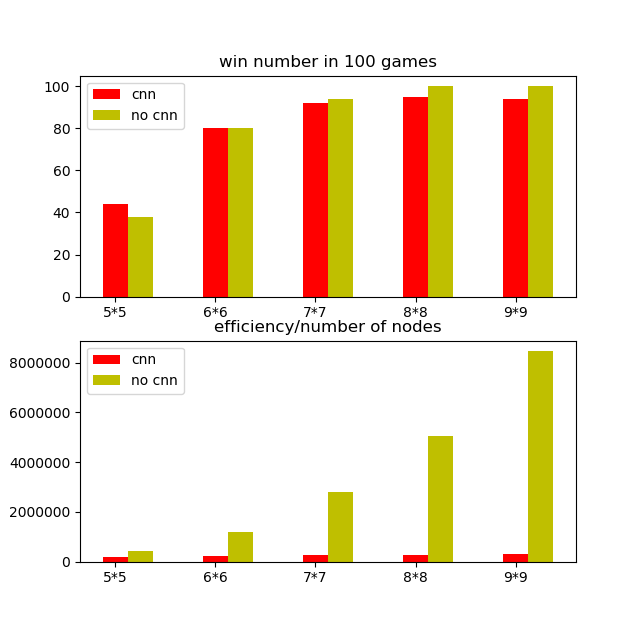 win number in 100 games
100
80
60
40
20
0
cnn
no cnn
5*5 6*6 7*7 8*8 9*9
efficiency/number of nodes
8000000
6000000
4000000
2000000
0
cnn
no cnn
5*5 6*6 7*7 8*8 9*9